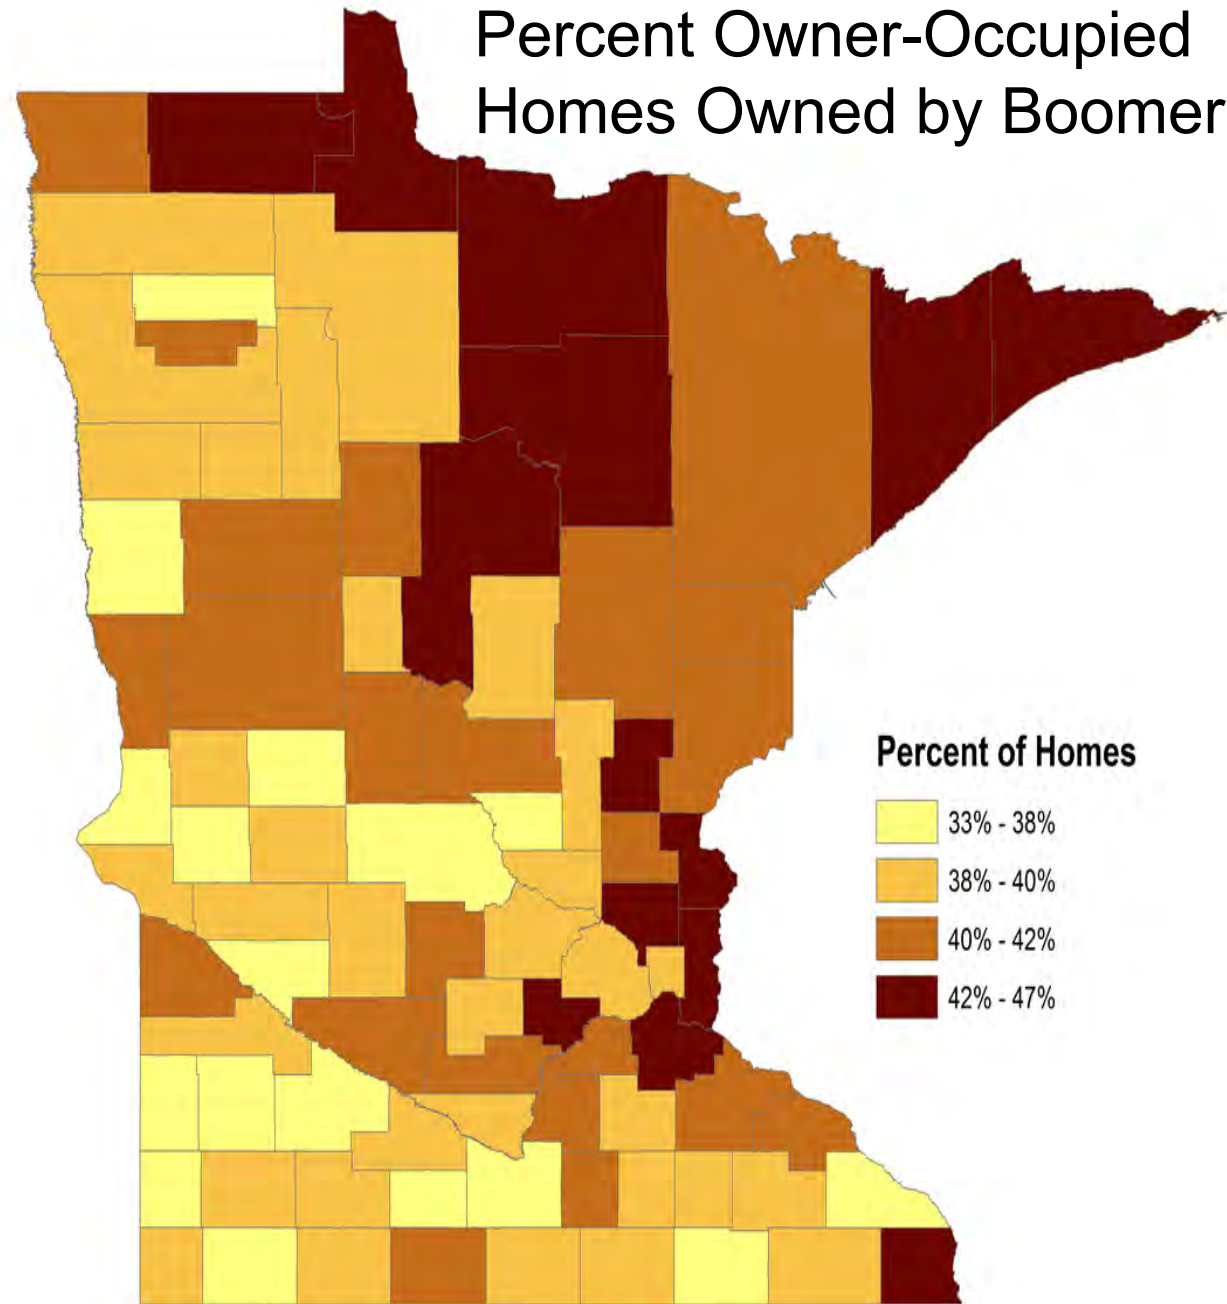 Percent Owner-Occupied
Homes Owned by Boomer
Percent of Homes
33% - 38%
38% - 40%
40% - 42%
42% - 47%